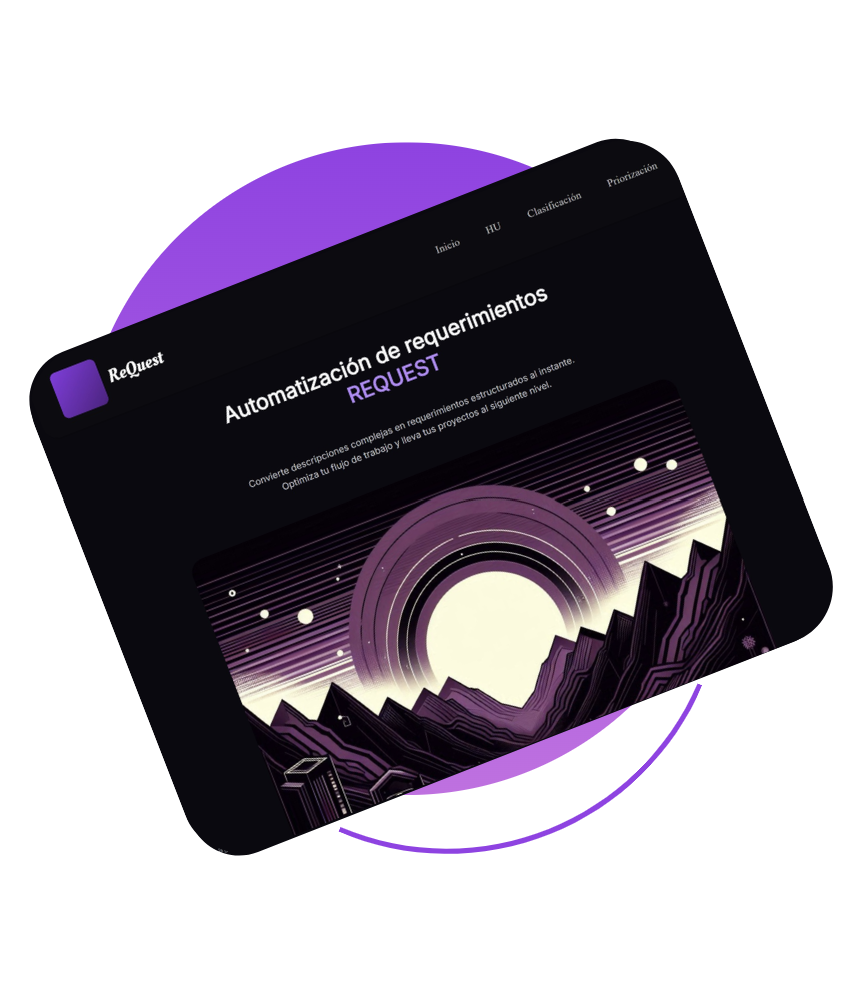 ReQuest
Inicio HU Clasificación Priorización
Automatización de requerimientos
REQUEST
Convierte descripciones complejas en requerimientos estructurados al instante.
Optimiza tu flujo de trabajo y lleva tus proyectos al siguiente nivel.